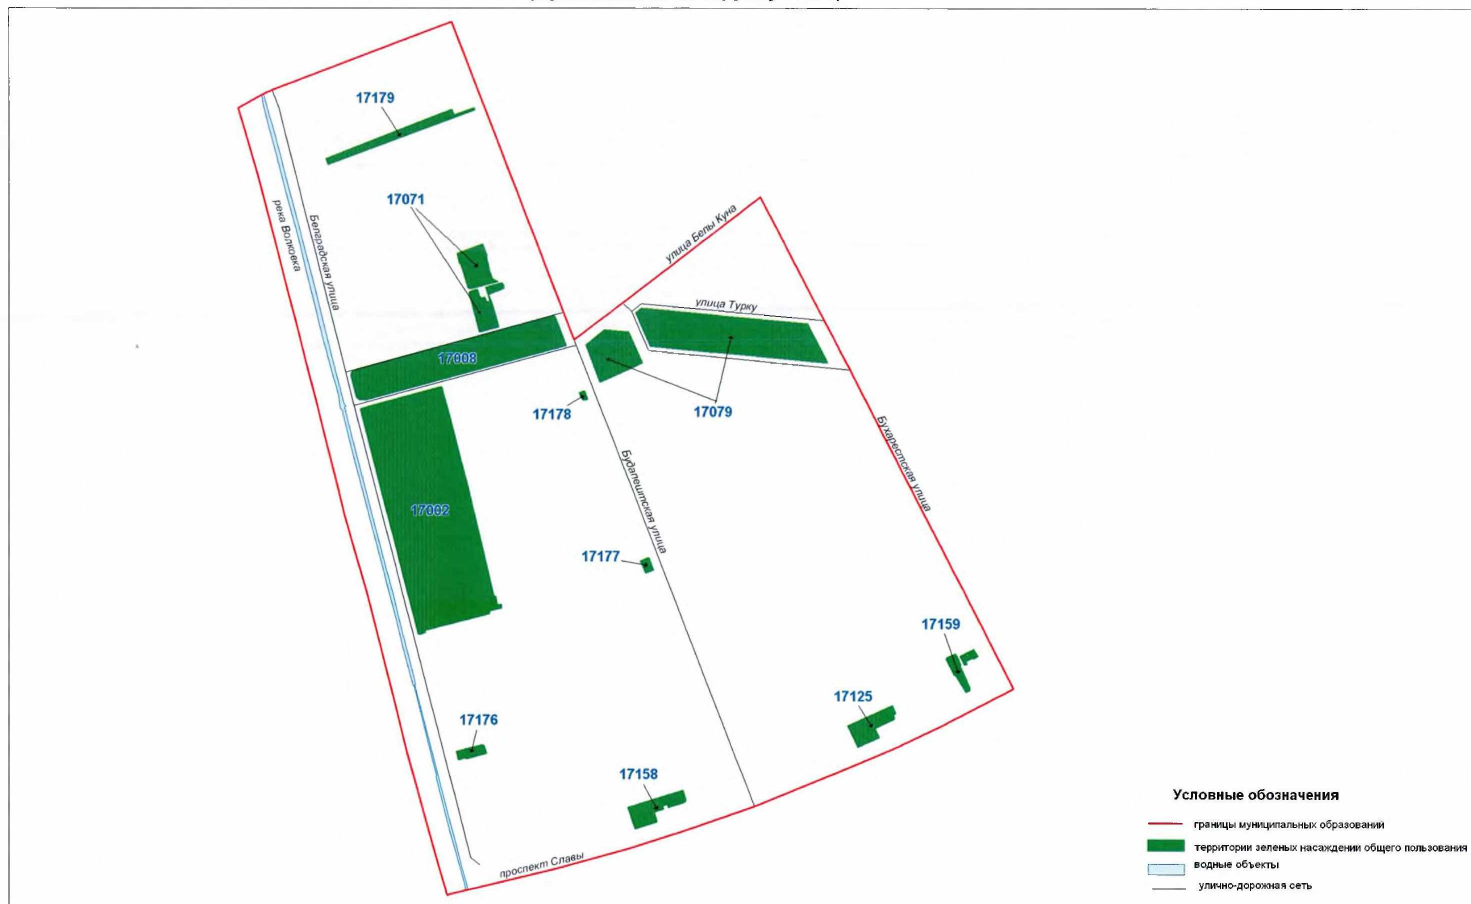 17179
17071
река Волковка
Белградская улица
улица Белы Куна
улица Турку
17008
17079
17178
Бухарестская улица
Будапештская улица
17002
17177
17159
17125
17176
17158
проспект Славы
Условные обозначения
границы муниципальных образований
территории зеленых насаждении общего пользования
водные объекты
улично-дорожная сеть